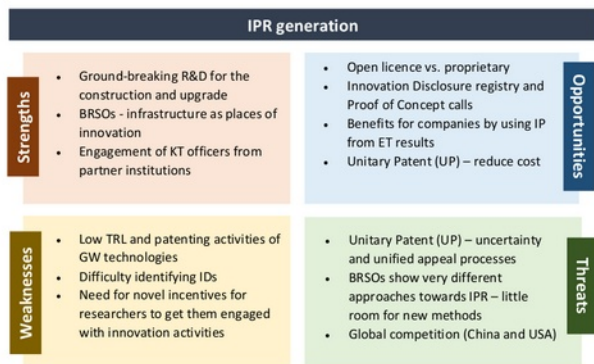 IPR generation
Strengths
• Ground-breaking R&D for the
construction and upgrade
• BRSOs - infrastructure as places of
innovation
• Engagement of KT officers from
partner institutions
Opportunities
• Open licence vs. proprietary
• Innovation Disclosure registry and
Proof of Concept calls
• Benefits for companies by using IP
from ET results
• Unitary Patent (UP) – reduce cost
Weaknesses
• Low TRL and patenting activities of
GW technologies
• Difficulty identifying IDs
• Need for novel incentives for
researchers to get them engaged
with innovation activities
Threats
• Unitary Patent (UP) – uncertainty
and unified appeal processes
• BRSOs show very different
approaches towards IPR – little
room for new methods
• Global competition (China and USA)